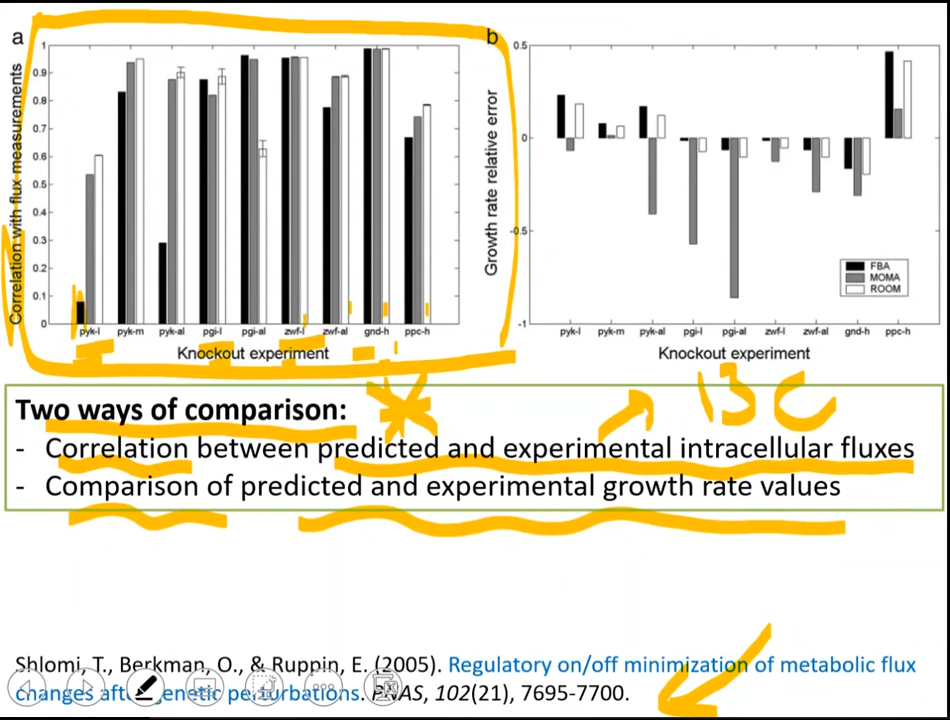 a
b
Correlation with flux measurements
1
0.9
0.8
0.7
0.6
0.5
0.4
0.3
0.2
0.1
0
pyk-l pyk-m pyk-al pgi-l pgi-al zwf-l zwf-al gnd-h ppc-h
Knockout experiment
Growth rate relative error
0.5
0
-0.5
-1
FBA
MOMA
ROOM
pyk-l pyk-m pyk-al pgi-l pgi-al zwf-l zwf-al gnd-h ppc-h
Knockout experiment
13C
Two ways of comparison:
- Correlation between predicted and experimental intracellular fluxes
- Comparison of predicted and experimental growth rate values
Shlomi, T., Berkman, O., & Ruppin, E. (2005). Regulatory on/off minimization of metabolic flux
changes after genetic perturbations. PNAS, 102(21), 7695-7700.